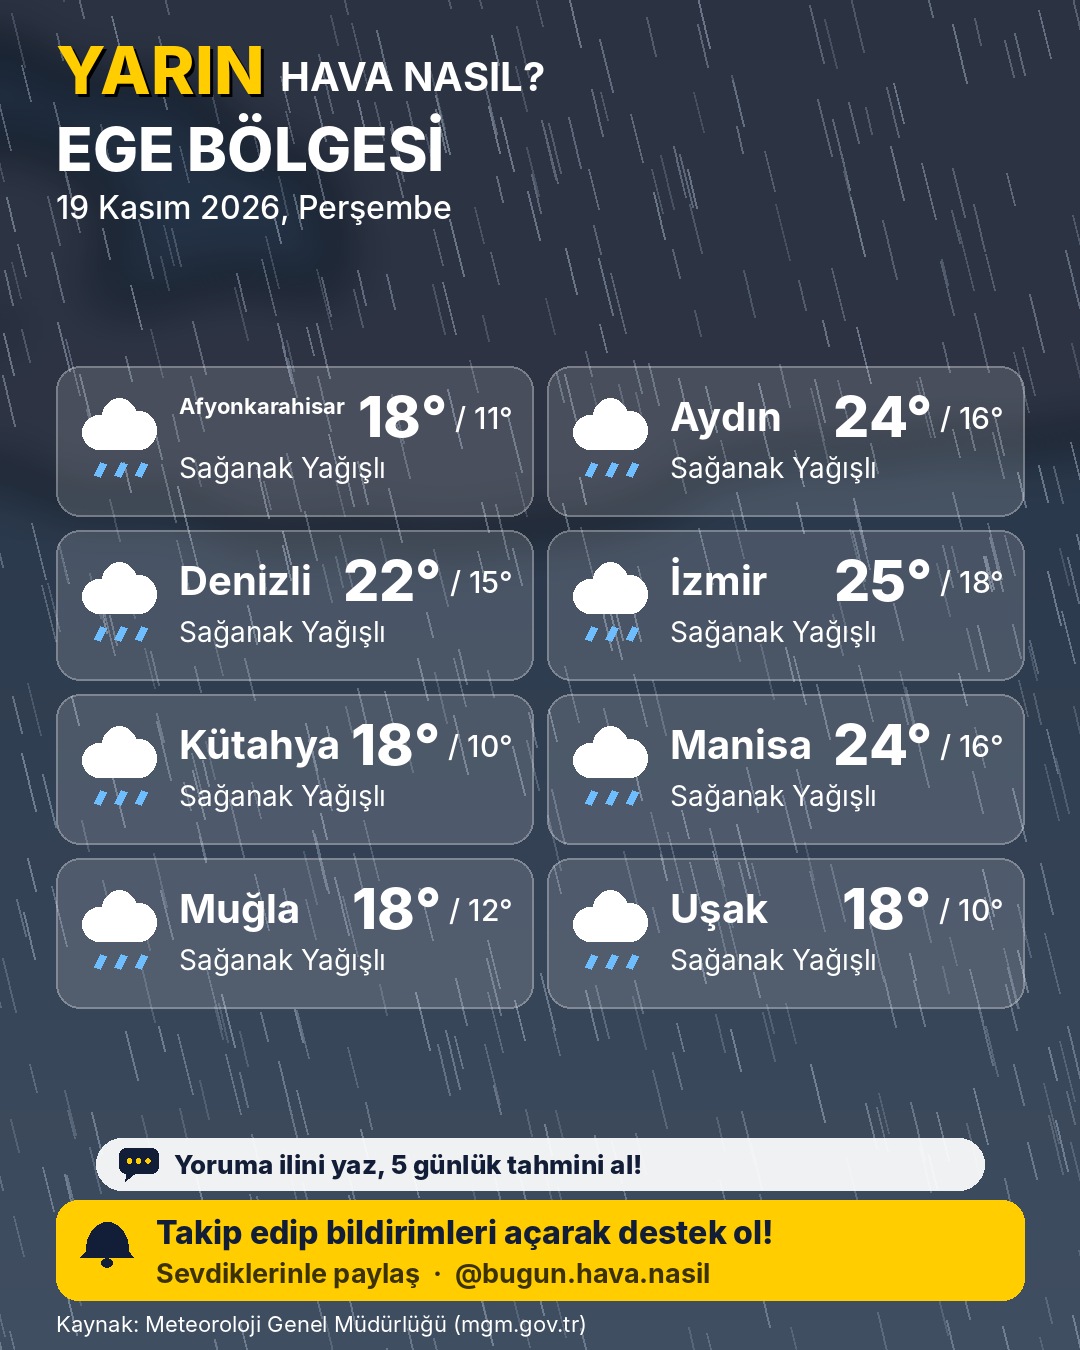 YARIN HAVA NASIL?
EGE BÖLGESİ
19 Kasım 2026, Perşembe
Afyonkarahisar 18° / 11°
Sağanak Yağışlı
Aydın 24° / 16°
Sağanak Yağışlı
Denizli 22° / 15°
Sağanak Yağışlı
İzmir 25° / 18°
Sağanak Yağışlı
Kütahya 18° / 10°
Sağanak Yağışlı
Manisa 24° / 16°
Sağanak Yağışlı
Muğla 18° / 12°
Sağanak Yağışlı
Uşak 18° / 10°
Sağanak Yağışlı
Yoruma ilini yaz, 5 günlük tahmini al!
Takip edip bildirimleri açarak destek ol!
Sevdiklerinle paylaş · @bugun.hava.nasil
Kaynak: Meteoroloji Genel Müdürlüğü (mgm.gov.tr)